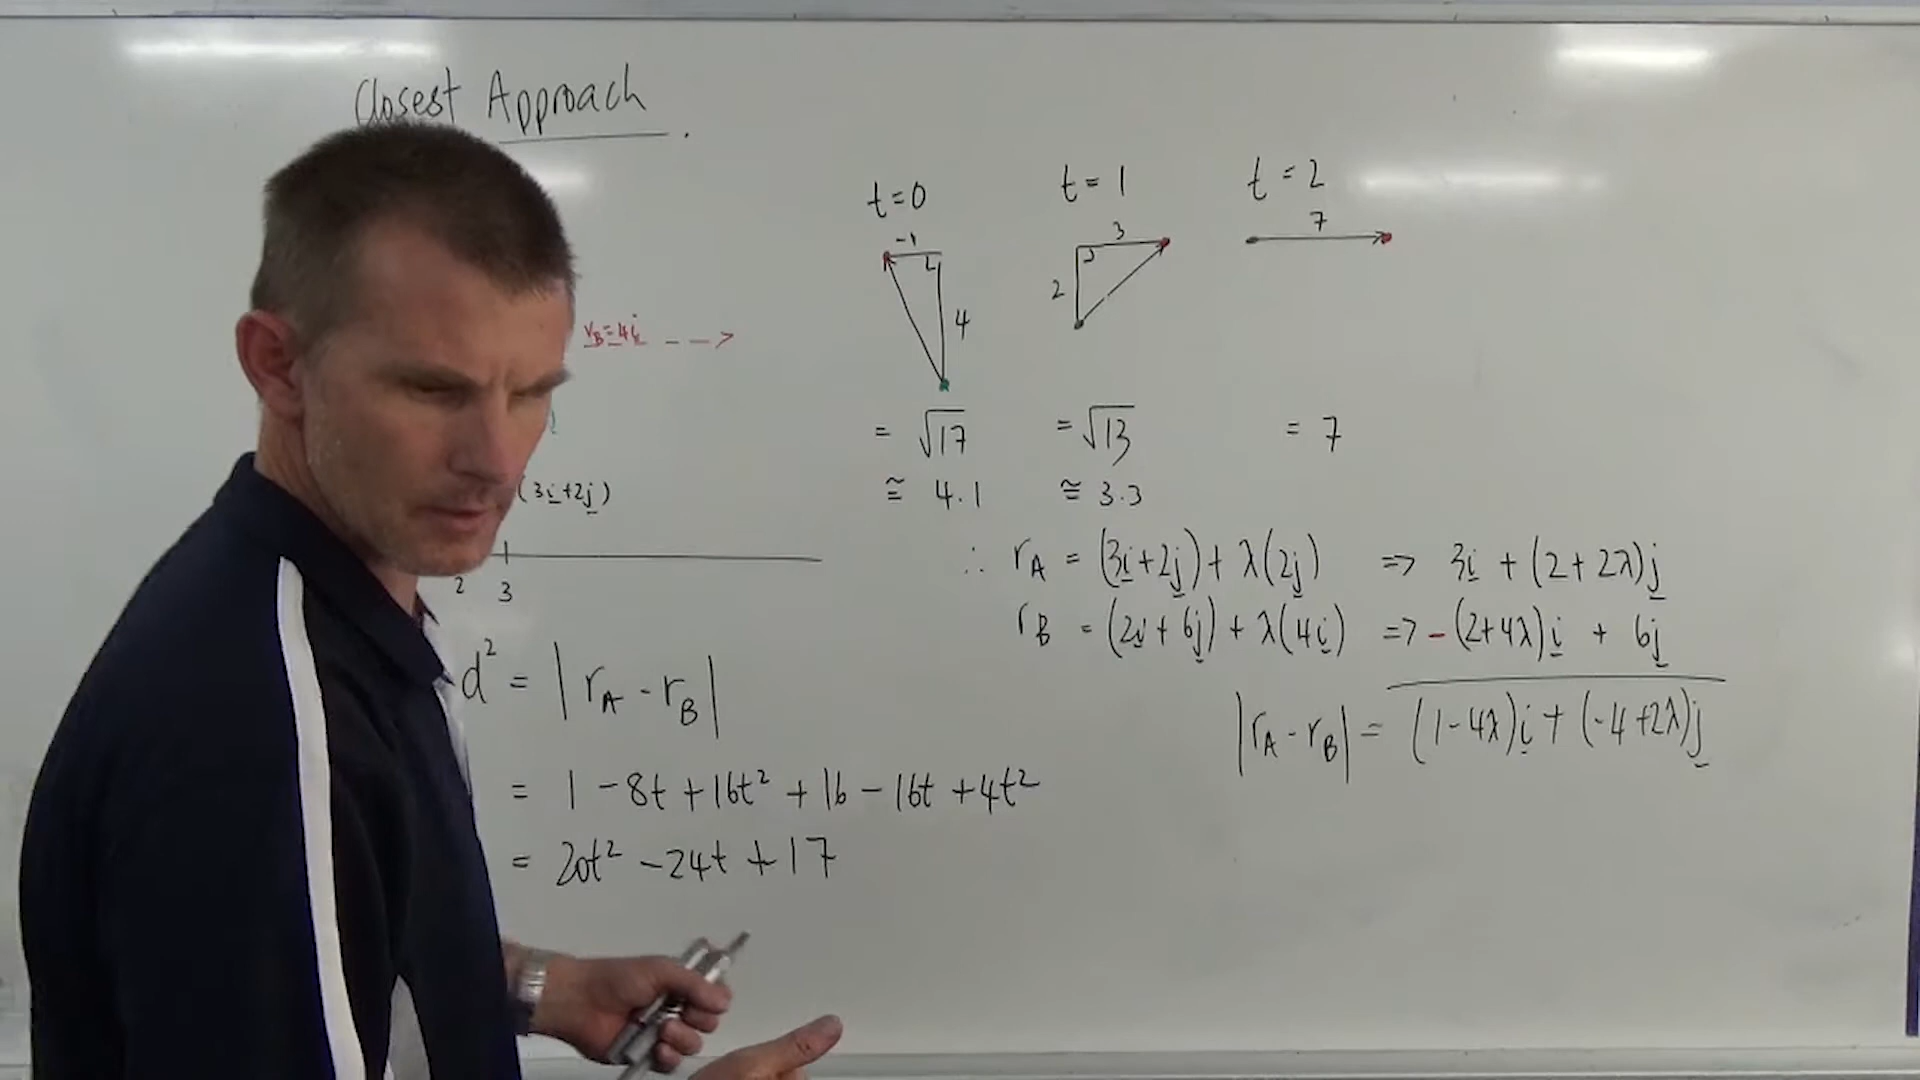 Closest Approach.
t=0
-1
4
= √17
≅ 4.1
t=1
3
2
= √13
≅ 3.3
t=2
7
= 7
v_B=4i
(3i+2j)
2 3
∴ r_A = (3i+2j)+λ(2j) => 3i + (2+2λ)j
r_B = (2i+6j)+λ(4i) => -(2+4λ)i + 6j
|r_A - r_B| = (1-4λ)i + (-4+2λ)j
d² = |r_A - r_B|
= 1 - 8t + 16t² + 16 - 16t + 4t²
= 20t² - 24t + 17